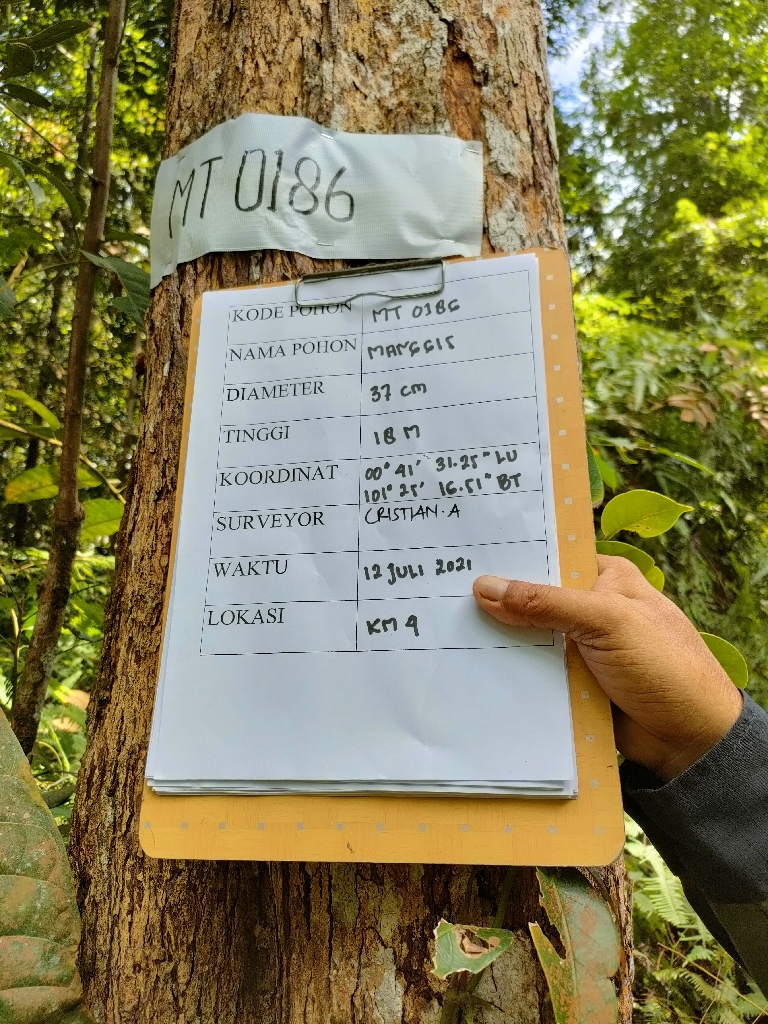 MT 0186
KODE POHON MT 0186
NAMA POHON MANGGIS
DIAMETER 37 cm
TINGGI 18 M
KOORDINAT 00° 41' 31.25" LU
101° 25' 16.51" BT
SURVEYOR CRISTIAN.A
WAKTU 12 JULI 2021
LOKASI KM 9